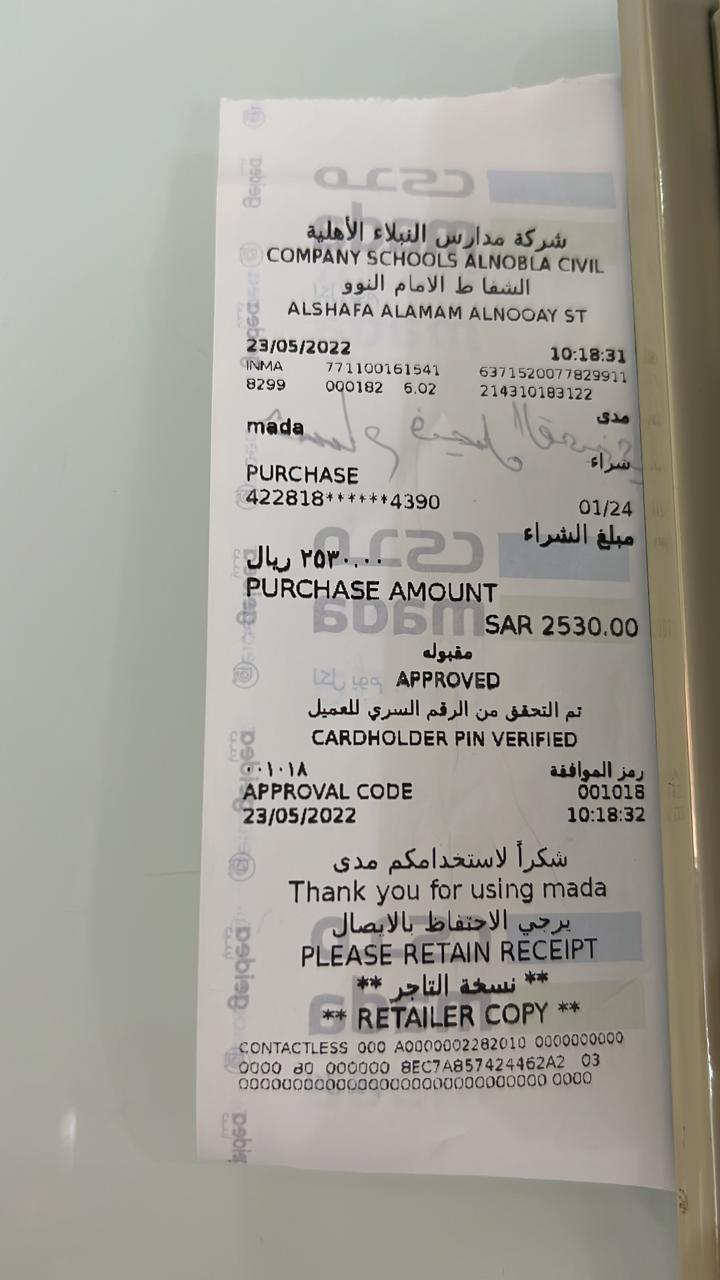 شركة مدارس النبلاء الأهلية
COMPANY SCHOOLS ALNOBLA CIVIL
الشفا ط الامام النوو
ALSHAFA ALAMAM ALNOOAY ST
23/05/2022 10:18:31
INMA 771100161541 6371520077829911
8299 000182 6.02 214310183122
مدى
mada
شراء
PURCHASE
422818******4390 01/24
مبلغ الشراء
٢٥٣٠.٠٠ ريال
PURCHASE AMOUNT
SAR 2530.00
مقبوله
APPROVED
تم التحقق من الرقم السري للعميل
CARDHOLDER PIN VERIFIED
رمز الموافقة ٠٠١٠١٨
APPROVAL CODE 001018
23/05/2022 10:18:32
شكراً لاستخدامكم مدى
Thank you for using mada
يرجي الاحتفاظ بالايصال
PLEASE RETAIN RECEIPT
** نسخة التاجر **
** RETAILER COPY **
CONTACTLESS 000 A0000002282010 0000000000
0000 80 000000 8EC7A857424462A2 03
0000000000000000000000000000 0000